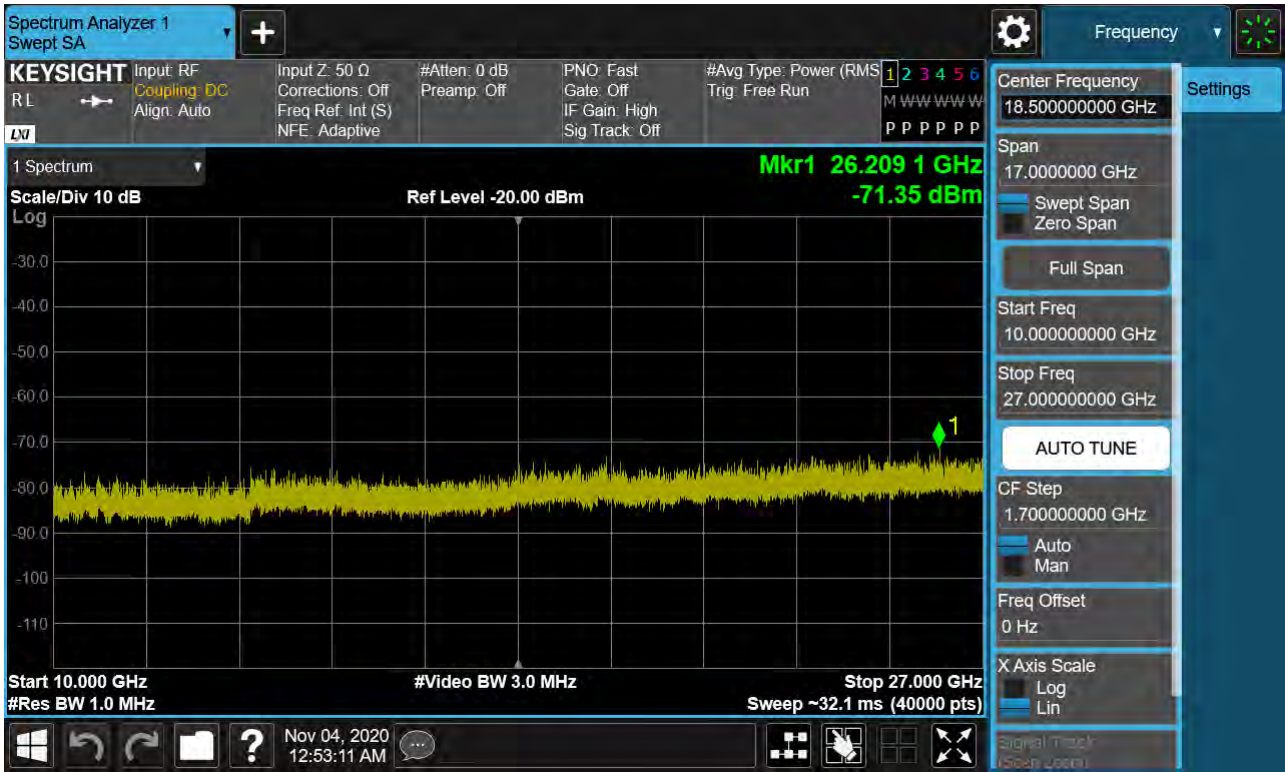 Spectrum Analyzer 1
Swept SA
+
Frequency
KEYSIGHT
RL
LXI
Input: RF
Coupling: DC
Align: Auto
Input Z: 50 Ω
Corrections: Off
Freq Ref: Int (S)
NFE: Adaptive
#Atten: 0 dB
Preamp: Off
PNO: Fast
Gate: Off
IF Gain: High
Sig Track: Off
#Avg Type: Power (RMS
Trig: Free Run
1 2 3 4 5 6
M W W W W W
P P P P P P
1 Spectrum
Mkr1 26.209 1 GHz
-71.35 dBm
Scale/Div 10 dB
Ref Level -20.00 dBm
Log
-30.0
-40.0
-50.0
-60.0
-70.0
-80.0
-90.0
-100
-110
1
Start 10.000 GHz
#Video BW 3.0 MHz
Stop 27.000 GHz
#Res BW 1.0 MHz
Sweep ~32.1 ms (40000 pts)
Center Frequency
18.500000000 GHz
Settings
Span
17.0000000 GHz
Swept Span
Zero Span
Full Span
Start Freq
10.000000000 GHz
Stop Freq
27.000000000 GHz
AUTO TUNE
CF Step
1.700000000 GHz
Auto
Man
Freq Offset
0 Hz
X Axis Scale
Log
Lin
Signal Track
(Span Zoom)
?
Nov 04, 2020
12:53:11 AM